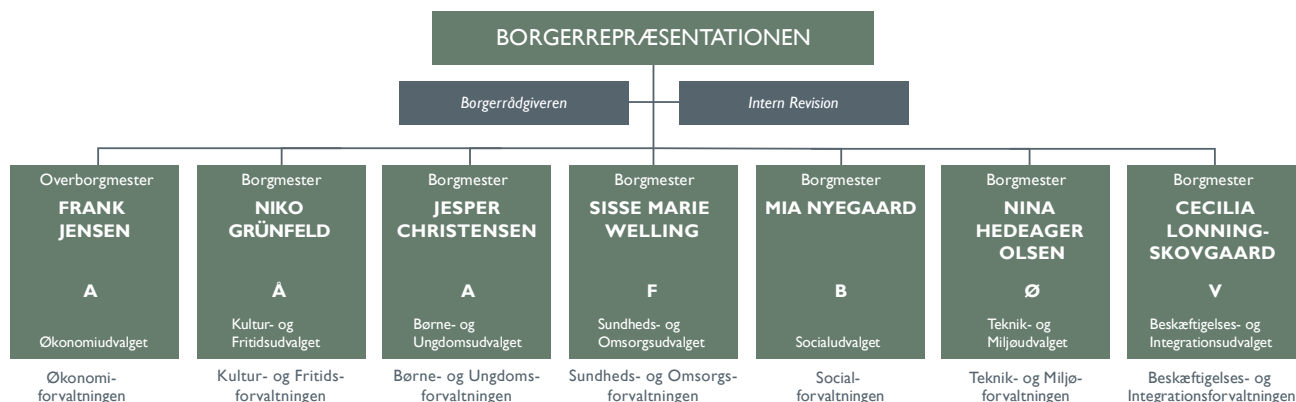 BORGERREPRÆSENTATIONEN
Borgerrådgiveren
Intern Revision
Overborgmester
FRANK
JENSEN
A
Økonomiudvalget
Økonomi-
forvaltningen
Borgmester
NIKO
GRÜNFELD
Å
Kultur- og
Fritidsudvalget
Kultur- og Fritids-
forvaltningen
Borgmester
JESPER
CHRISTENSEN
A
Børne- og
Ungdomsudvalget
Børne- og Ungdoms-
forvaltningen
Borgmester
SISSE MARIE
WELLING
F
Sundheds- og
Omsorgsudvalget
Sundheds- og Omsorgs-
forvaltningen
Borgmester
MIA NYEGAARD
B
Socialudvalget
Social-
forvaltningen
Borgmester
NINA
HEDEAGER
OLSEN
Ø
Teknik- og
Miljøudvalget
Teknik- og Miljø-
forvaltningen
Borgmester
CECILIA
LONNING-
SKOVGAARD
V
Beskæftigelses- og
Integrationsudvalget
Beskæftigelses- og
Integrationsforvaltningen